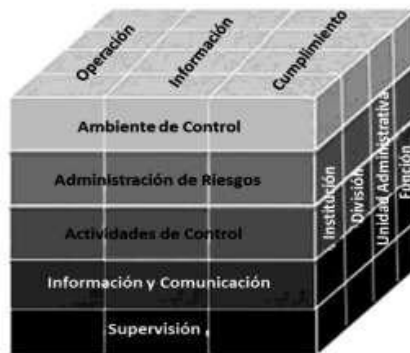 Operación
Información
Cumplimiento
Ambiente de Control
Administración de Riesgos
Actividades de Control
Información y Comunicación
Supervisión
Institución
División
Unidad Administrativa
Función